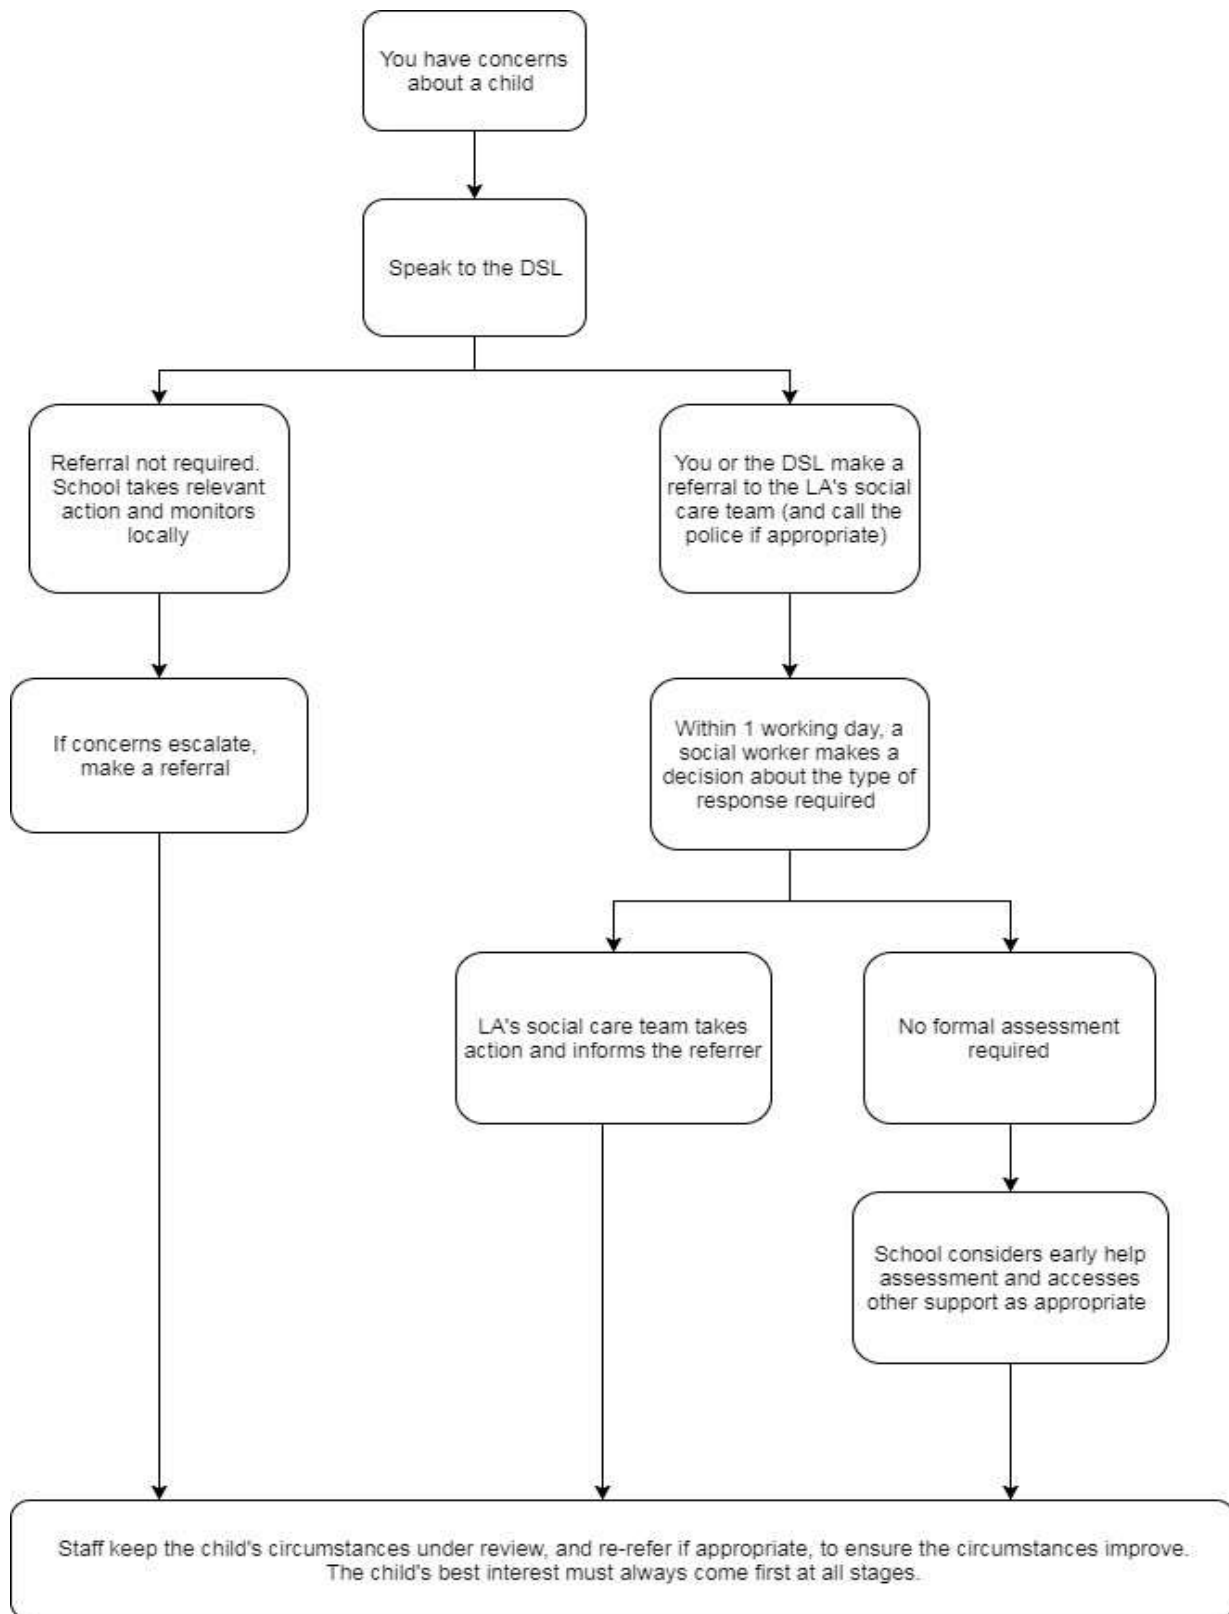 You have concerns
about a child
Speak to the DSL
Referral not required.
School takes relevant
action and monitors
locally
You or the DSL make a
referral to the LA's social
care team (and call the
police if appropriate)
If concerns escalate,
make a referral
Within 1 working day, a
social worker makes a
decision about the type of
response required
LA's social care team takes
action and informs the referrer
No formal assessment
required
School considers early help
assessment and accesses
other support as appropriate
Staff keep the child's circumstances under review, and re-refer if appropriate, to ensure the circumstances improve.
The child's best interest must always come first at all stages.